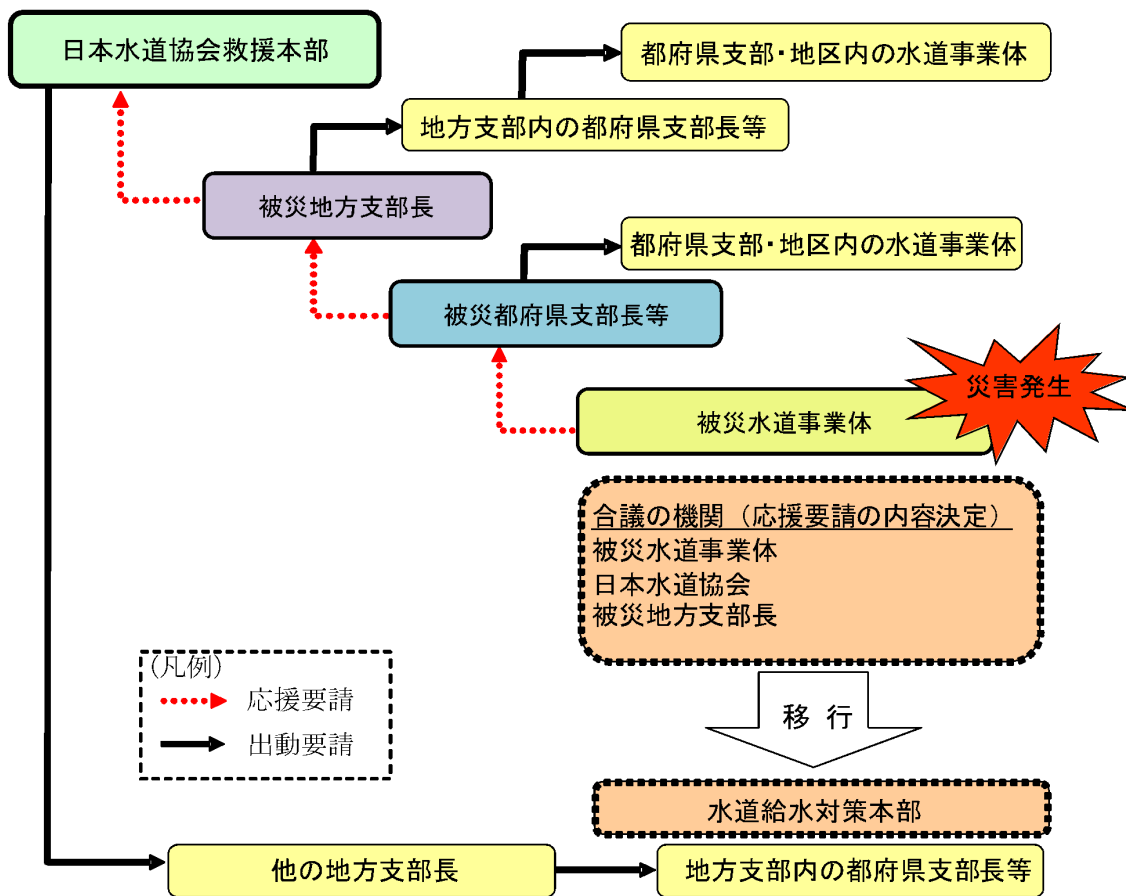 日本水道協会救援本部
都府県支部・地区内の水道事業体
地方支部内の都府県支部長等
被災地方支部長
都府県支部・地区内の水道事業体
被災都府県支部長等
災害発生
被災水道事業体
合議の機関（応援要請の内容決定）
被災水道事業体
日本水道協会
被災地方支部長
(凡例)
応援要請
出動要請
移行
水道給水対策本部
他の地方支部長
地方支部内の都府県支部長等